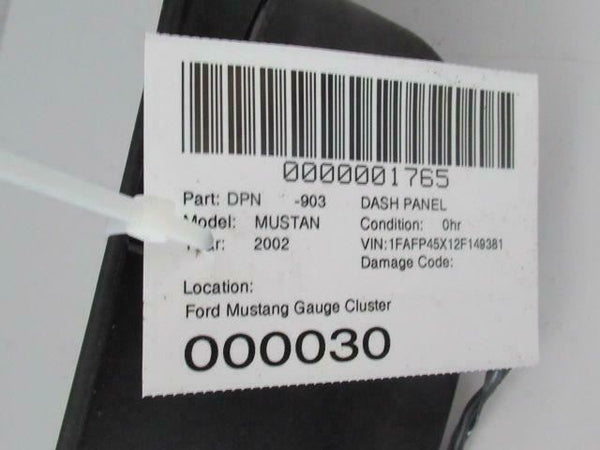 0000001765
Part: DPN -903 DASH PANEL
Model: MUSTAN Condition: 0hr
2002 VIN:1FAFP45X12F149381
Damage Code:
Location:
Ford Mustang Gauge Cluster
000030